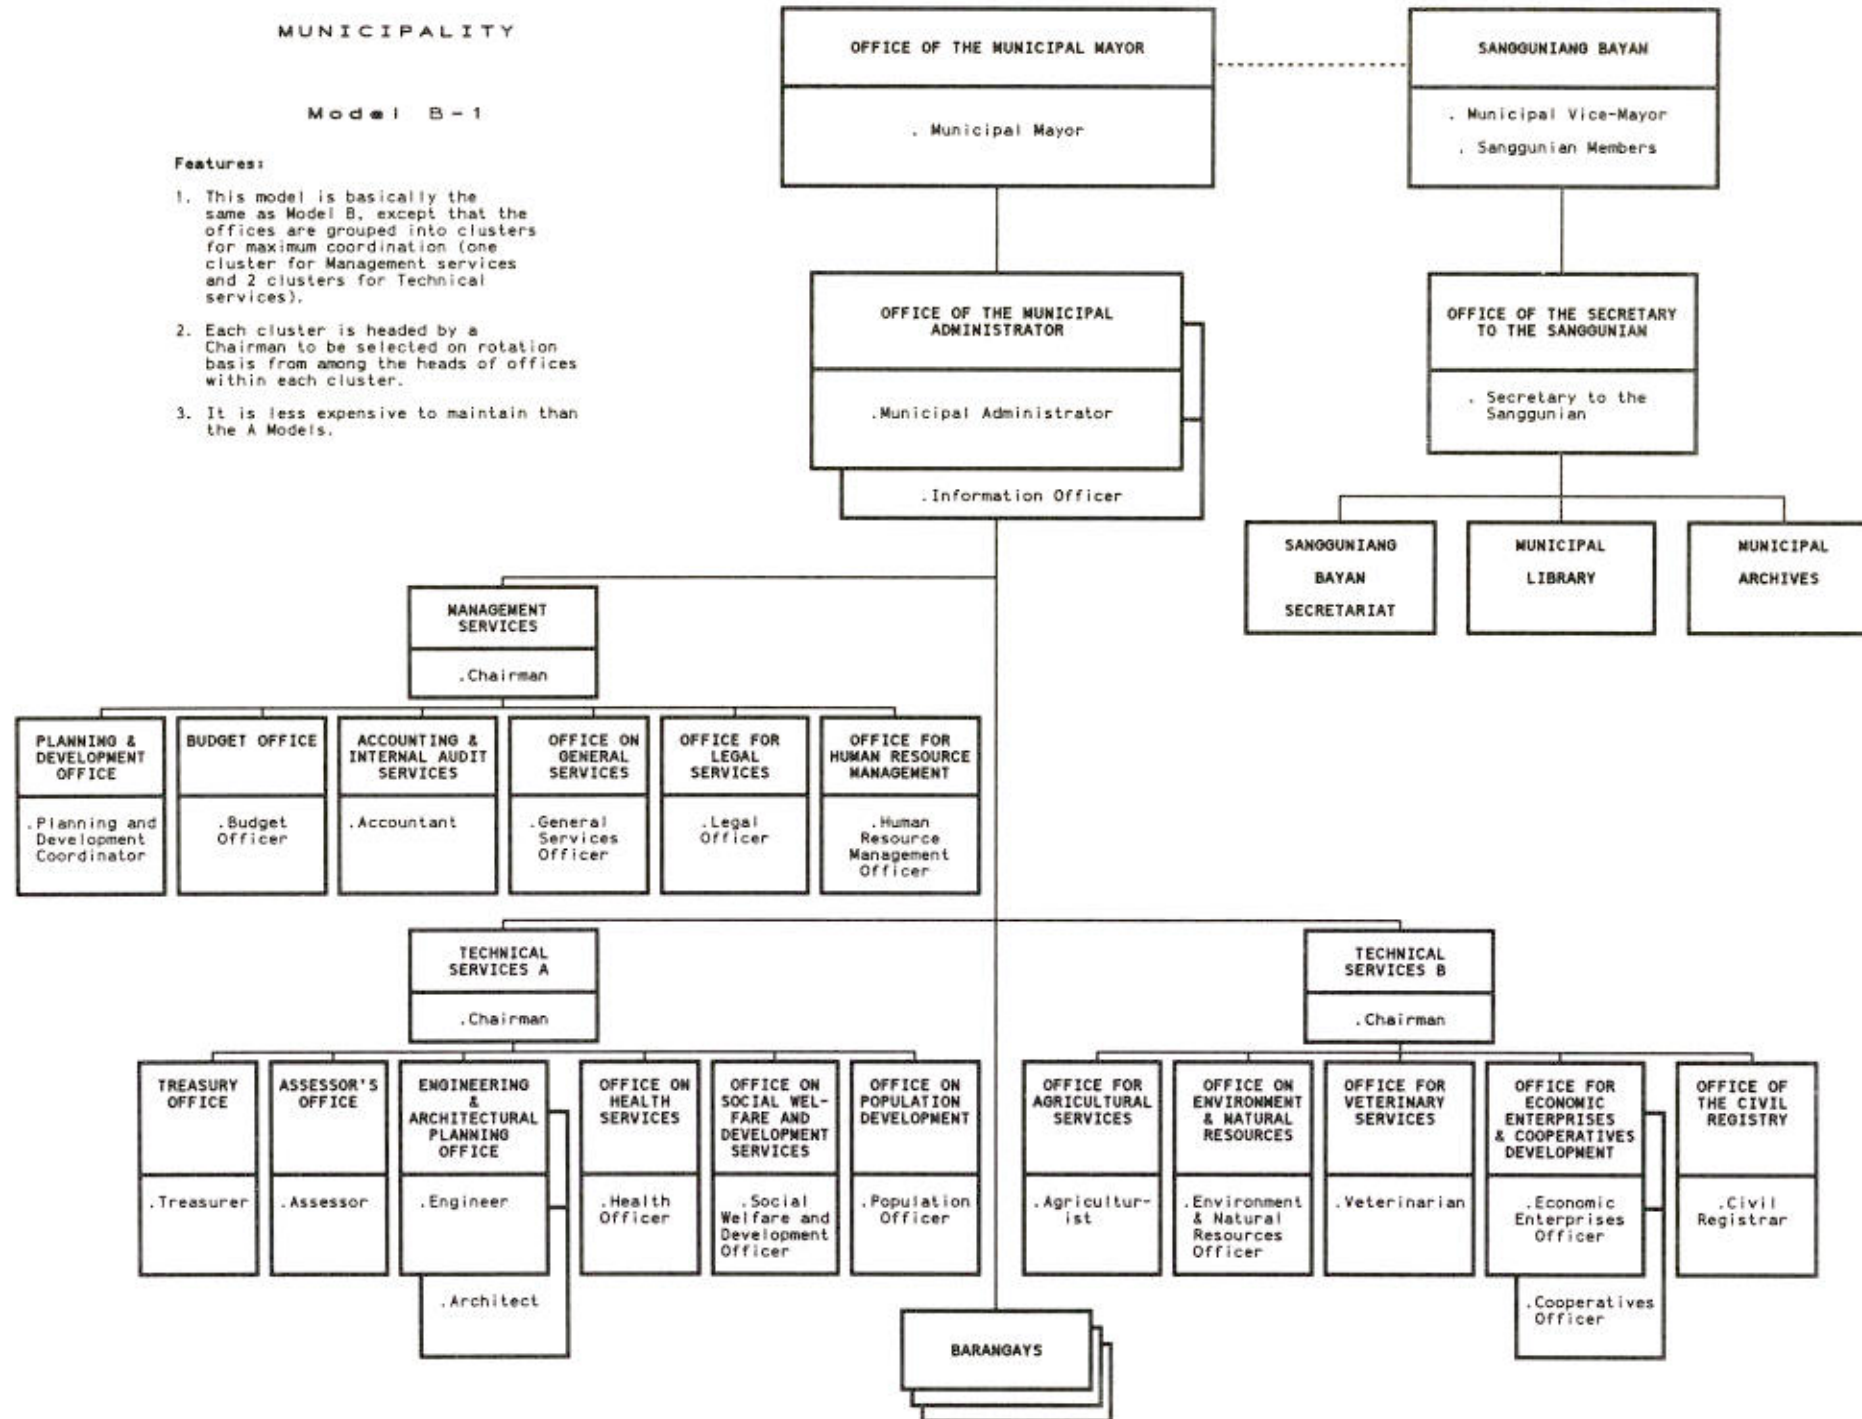 MUNICIPALITY
Model B-1
Features:
1. This model is basically the
same as Model B, except that the
offices are grouped into clusters
for maximum coordination (one
cluster for Management services
and 2 clusters for Technical
services).
2. Each cluster is headed by a
Chairman to be selected on rotation
basis from among the heads of offices
within each cluster.
3. It is less expensive to maintain than
the A Models.
OFFICE OF THE MUNICIPAL MAYOR
. Municipal Mayor
SANGGUNIANG BAYAN
. Municipal Vice-Mayor
. Sanggunian Members
OFFICE OF THE MUNICIPAL
ADMINISTRATOR
.Municipal Administrator
.Information Officer
OFFICE OF THE SECRETARY
TO THE SANGGUNIAN
. Secretary to the
Sanggunian
SANGGUNIANG
BAYAN
SECRETARIAT
MUNICIPAL
LIBRARY
MUNICIPAL
ARCHIVES
MANAGEMENT
SERVICES
.Chairman
PLANNING &
DEVELOPMENT
OFFICE
.Planning and
Development
Coordinator
BUDGET OFFICE
.Budget
Officer
ACCOUNTING &
INTERNAL AUDIT
SERVICES
.Accountant
OFFICE ON
GENERAL
SERVICES
.General
Services
Officer
OFFICE FOR
LEGAL
SERVICES
.Legal
Officer
OFFICE FOR
HUMAN RESOURCE
MANAGEMENT
.Human
Resource
Management
Officer
TECHNICAL
SERVICES A
.Chairman
TECHNICAL
SERVICES B
.Chairman
TREASURY
OFFICE
.Treasurer
ASSESSOR'S
OFFICE
.Assessor
ENGINEERING
&
ARCHITECTURAL
PLANNING
OFFICE
.Engineer
.Architect
OFFICE ON
HEALTH
SERVICES
.Health
Officer
OFFICE ON
SOCIAL WEL-
FARE AND
DEVELOPMENT
SERVICES
.Social
Welfare and
Development
Officer
OFFICE ON
POPULATION
DEVELOPMENT
.Population
Officer
OFFICE FOR
AGRICULTURAL
SERVICES
.Agricultur-
ist
OFFICE ON
ENVIRONMENT
& NATURAL
RESOURCES
.Environment
& Natural
Resources
Officer
OFFICE FOR
VETERINARY
SERVICES
.Veterinarian
OFFICE FOR
ECONOMIC
ENTERPRISES
& COOPERATIVES
DEVELOPMENT
.Economic
Enterprises
Officer
.Cooperatives
Officer
OFFICE OF
THE CIVIL
REGISTRY
.Civil
Registrar
BARANGAYS